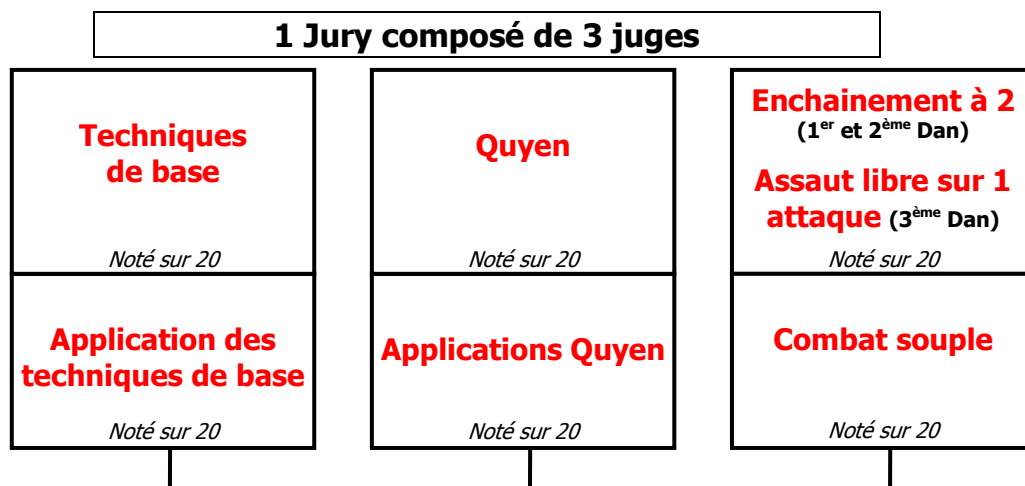 1 Jury composé de 3 juges
Techniques
de base
Noté sur 20
Application des
techniques de base
Noté sur 20
Quyen
Noté sur 20
Applications Quyen
Noté sur 20
Enchainement à 2
(1er et 2ème Dan)
Assaut libre sur 1
attaque (3ème Dan)
Noté sur 20
Combat souple
Noté sur 20